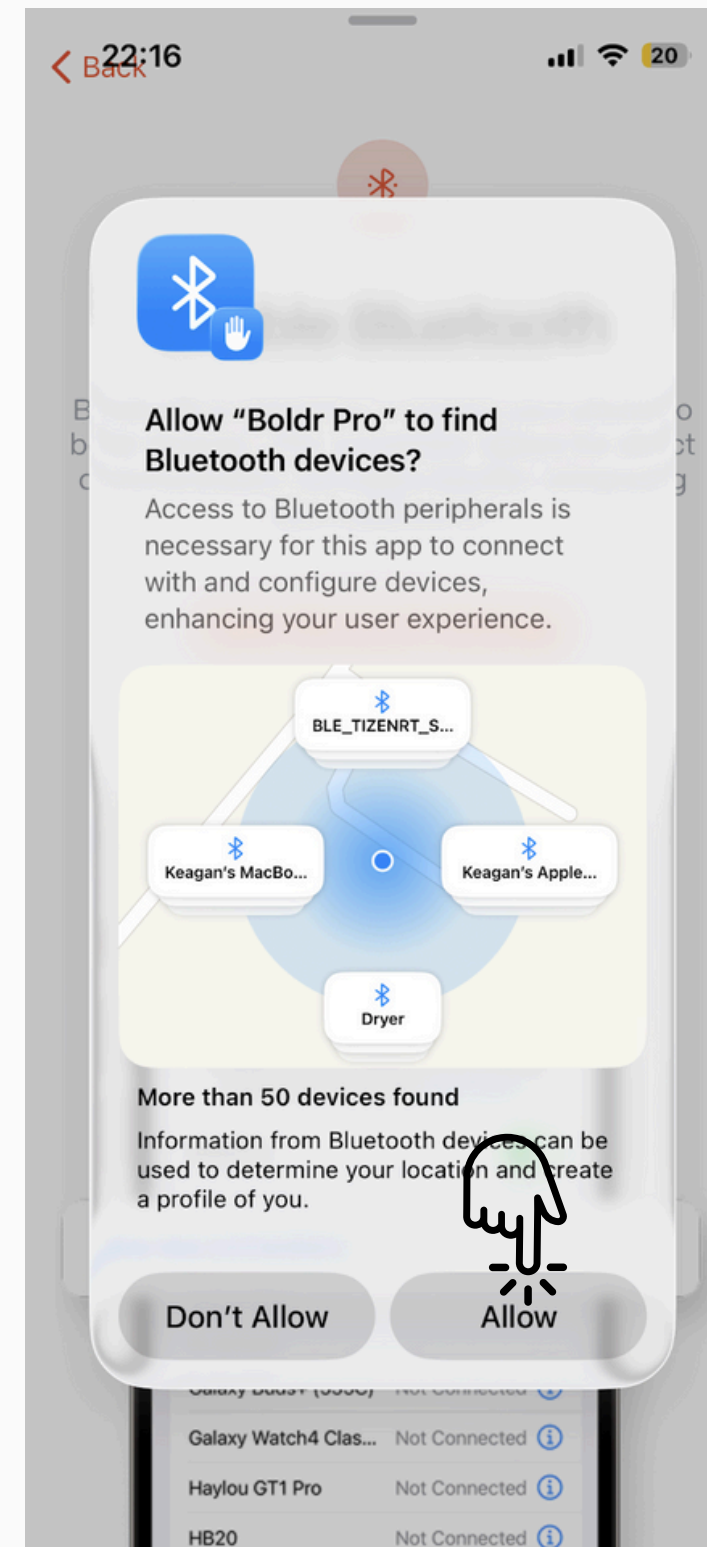 22:16
Back
20
Allow “Boldr Pro” to find
Bluetooth devices?
Access to Bluetooth peripherals is
necessary for this app to connect
with and configure devices,
enhancing your user experience.
BLE_TIZENRT_S...
Keagan's MacBo...
Keagan's Apple...
Dryer
More than 50 devices found
Information from Bluetooth devices can be
used to determine your location and create
a profile of you.
Don't Allow
Allow
Galaxy Watch4 Clas... Not Connected
Haylou GT1 Pro Not Connected
HB20 Not Connected